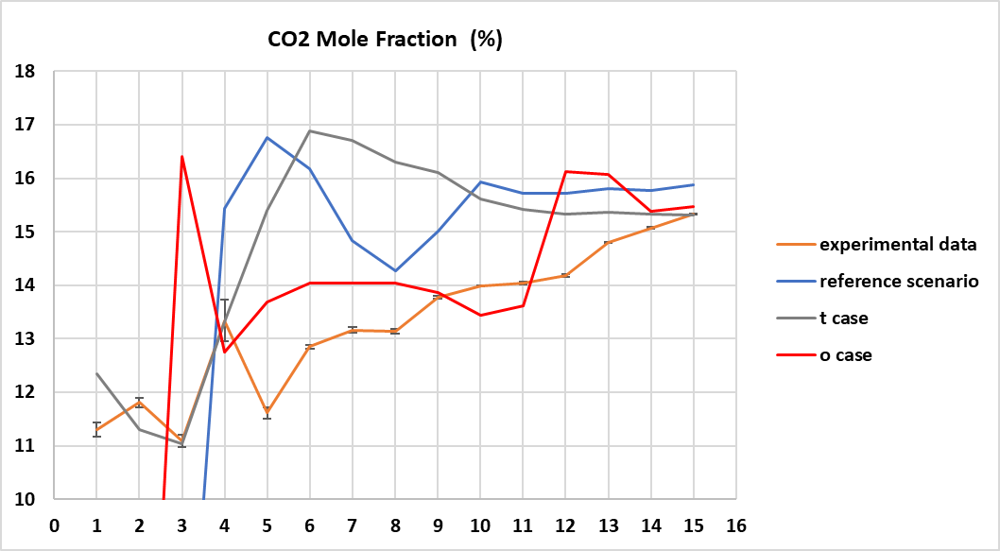 CO2 Mole Fraction (%)
18
17
16
15
14
13
12
11
10
0 1 2 3 4 5 6 7 8 9 10 11 12 13 14 15 16
experimental data
reference scenario
t case
o case